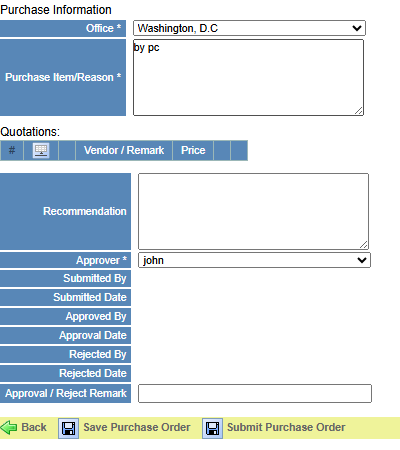 Purchase Information
Office * Washington, D.C
Purchase Item/Reason * by pc
Quotations:
# Vendor / Remark Price
Recommendation
Approver * john
Submitted By
Submitted Date
Approved By
Approval Date
Rejected By
Rejected Date
Approval / Reject Remark
Back Save Purchase Order Submit Purchase Order